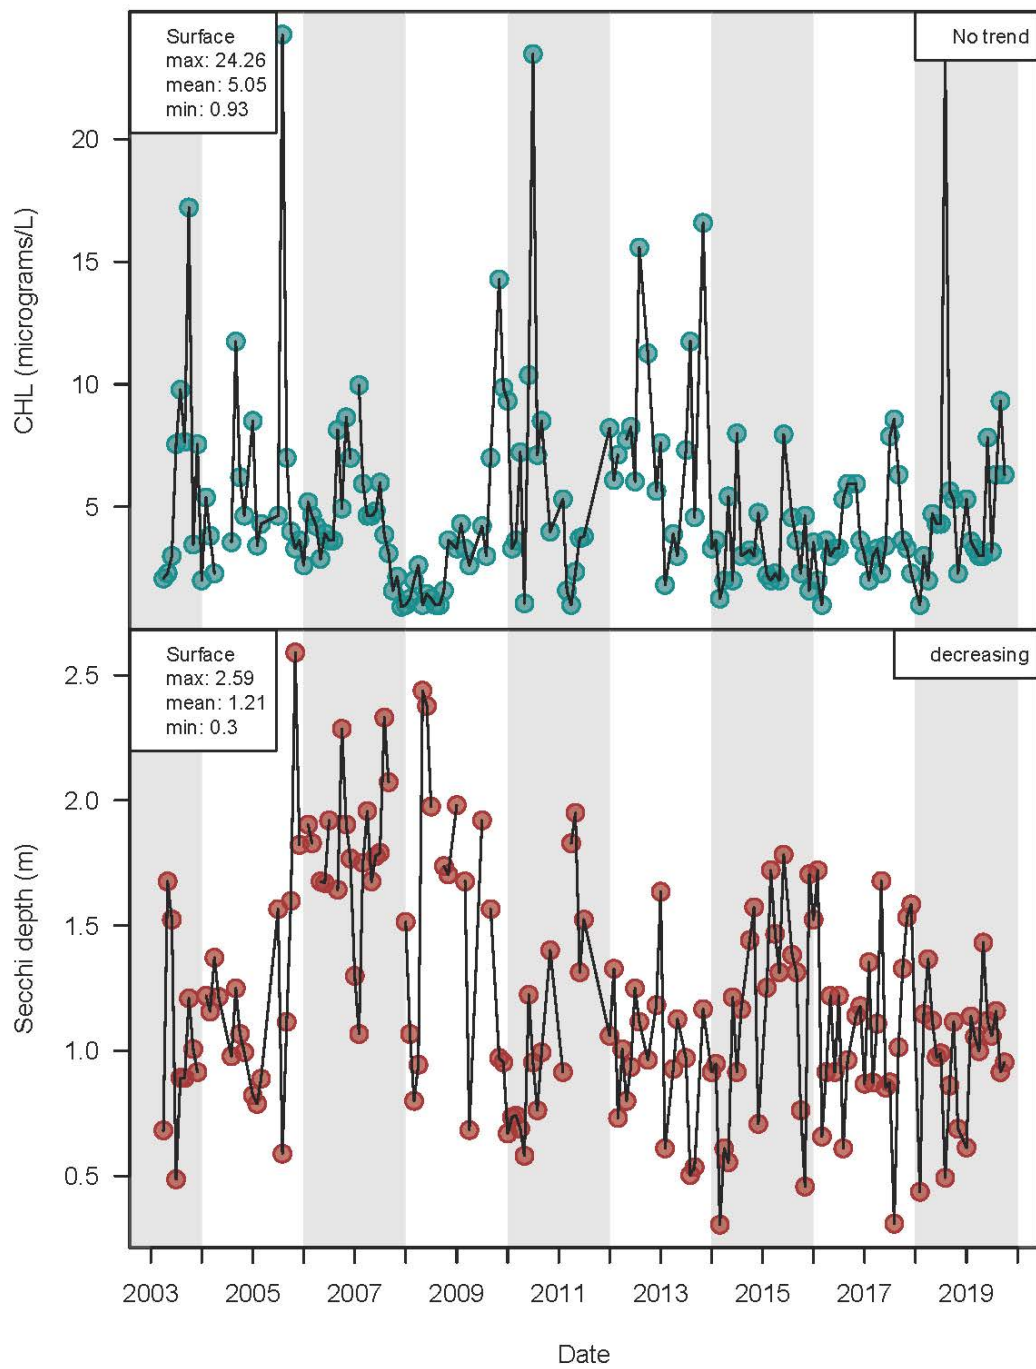 Surface
max: 24.26
mean: 5.05
min: 0.93
No trend
20
15
10
5
CHL (micrograms/L)
Surface
max: 2.59
mean: 1.21
min: 0.3
decreasing
2.5
2.0
1.5
1.0
0.5
Secchi depth (m)
2003 2005 2007 2009 2011 2013 2015 2017 2019
Date